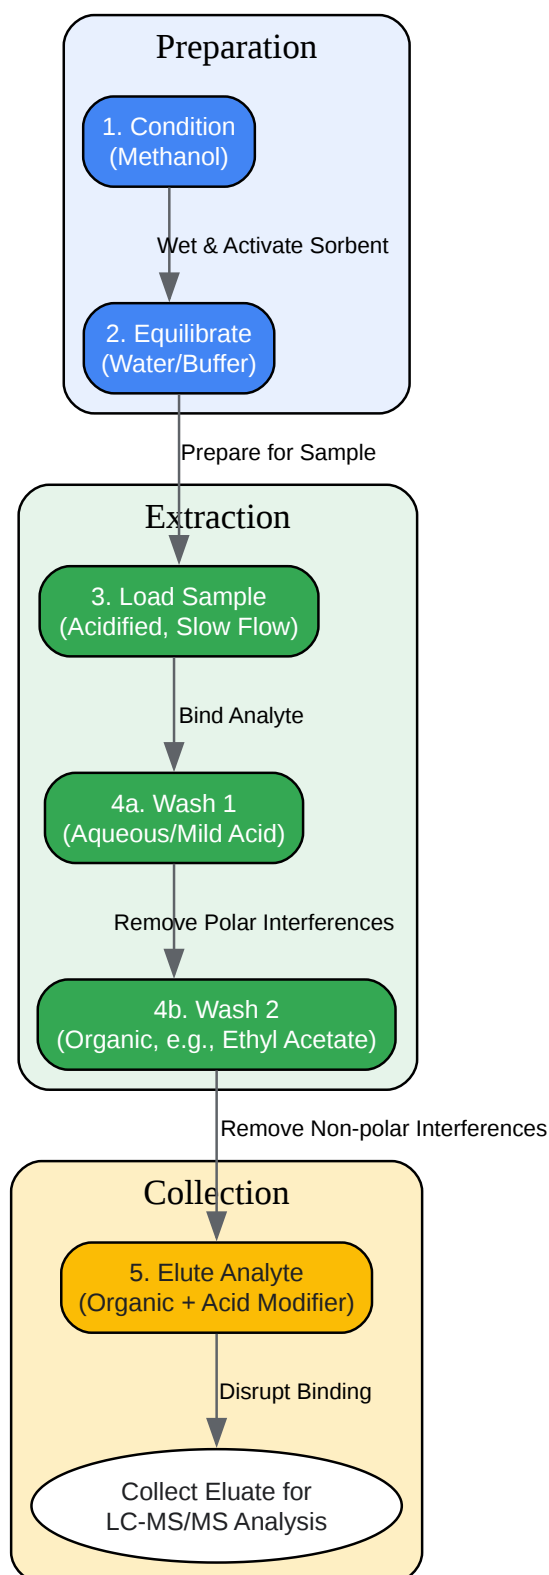 Preparation
1. Condition
(Methanol)
Wet & Activate Sorbent
2. Equilibrate
(Water/Buffer)
Prepare for Sample
Extraction
3. Load Sample
(Acidified, Slow Flow)
Bind Analyte
4a. Wash 1
(Aqueous/Mild Acid)
Remove Polar Interferences
4b. Wash 2
(Organic, e.g., Ethyl Acetate)
Remove Non-polar Interferences
Collection
5. Elute Analyte
(Organic + Acid Modifier)
Disrupt Binding
Collect Eluate for
LC-MS/MS Analysis